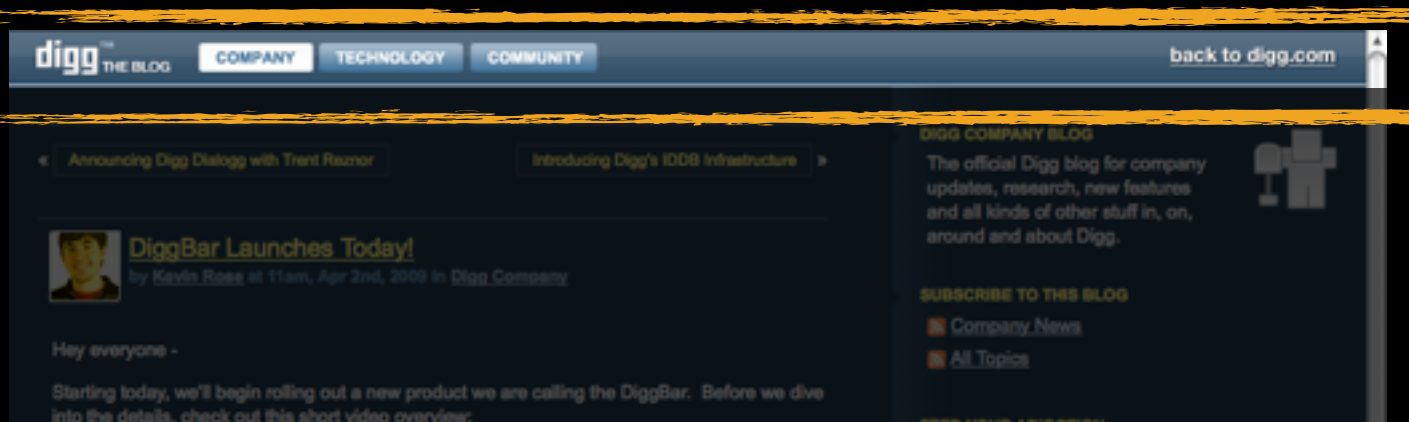 digg THE BLOG COMPANY TECHNOLOGY COMMUNITY back to digg.com
« Announcing Digg Dialogg with Trent Reznor Introducing Digg's IDDB Infrastructure »
DiggBar Launches Today!
by Kevin Rose at 11am, Apr 2nd, 2009 in Digg Company
Hey everyone -
Starting today, we'll begin rolling out a new product we are calling the DiggBar. Before we dive
into the details, check out this short video overview:
DIGG COMPANY BLOG
The official Digg blog for company
updates, research, new features
and all kinds of other stuff in, on,
around and about Digg.
SUBSCRIBE TO THIS BLOG
Company News
All Topics